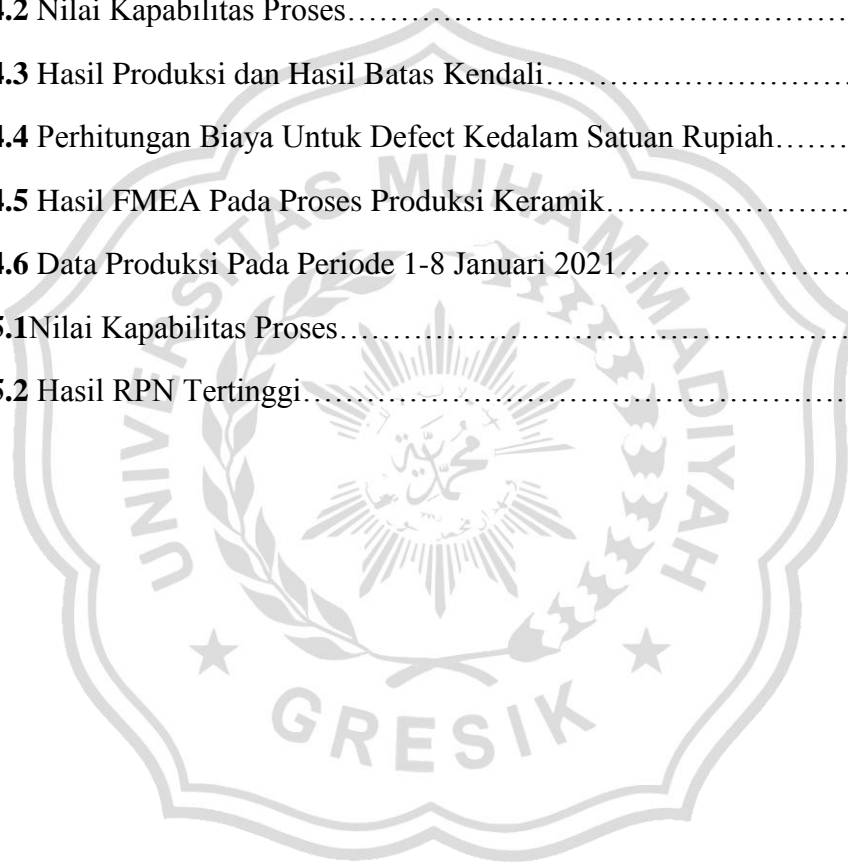 4.2 Nilai Kapabilitas Proses……………………………………………
4.3 Hasil Produksi dan Hasil Batas Kendali……………………………
4.4 Perhitungan Biaya Untuk Defect Kedalam Satuan Rupiah………
4.5 Hasil FMEA Pada Proses Produksi Keramik………………………
4.6 Data Produksi Pada Periode 1-8 Januari 2021……………………
5.1Nilai Kapabilitas Proses……………………………………………
5.2 Hasil RPN Tertinggi…………………………………………………
UNIVERSITAS MUHAMMADIYAH
GRESIK